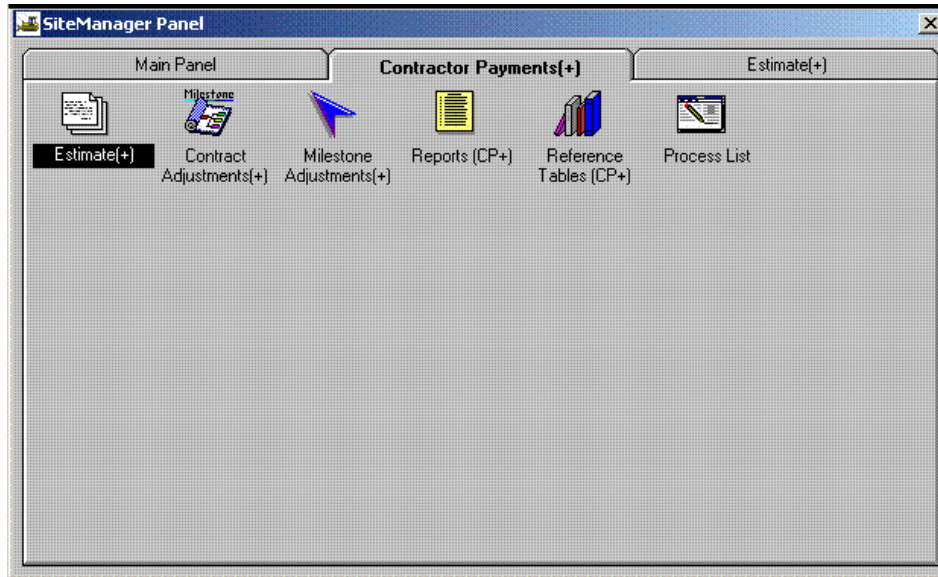 SiteManager Panel
Main Panel
Contractor Payments(+)
Estimate(+)
Milestone
Estimate(+)
Contract
Adjustments(+)
Milestone
Adjustments(+)
Reports (CP+)
Reference
Tables (CP+)
Process List